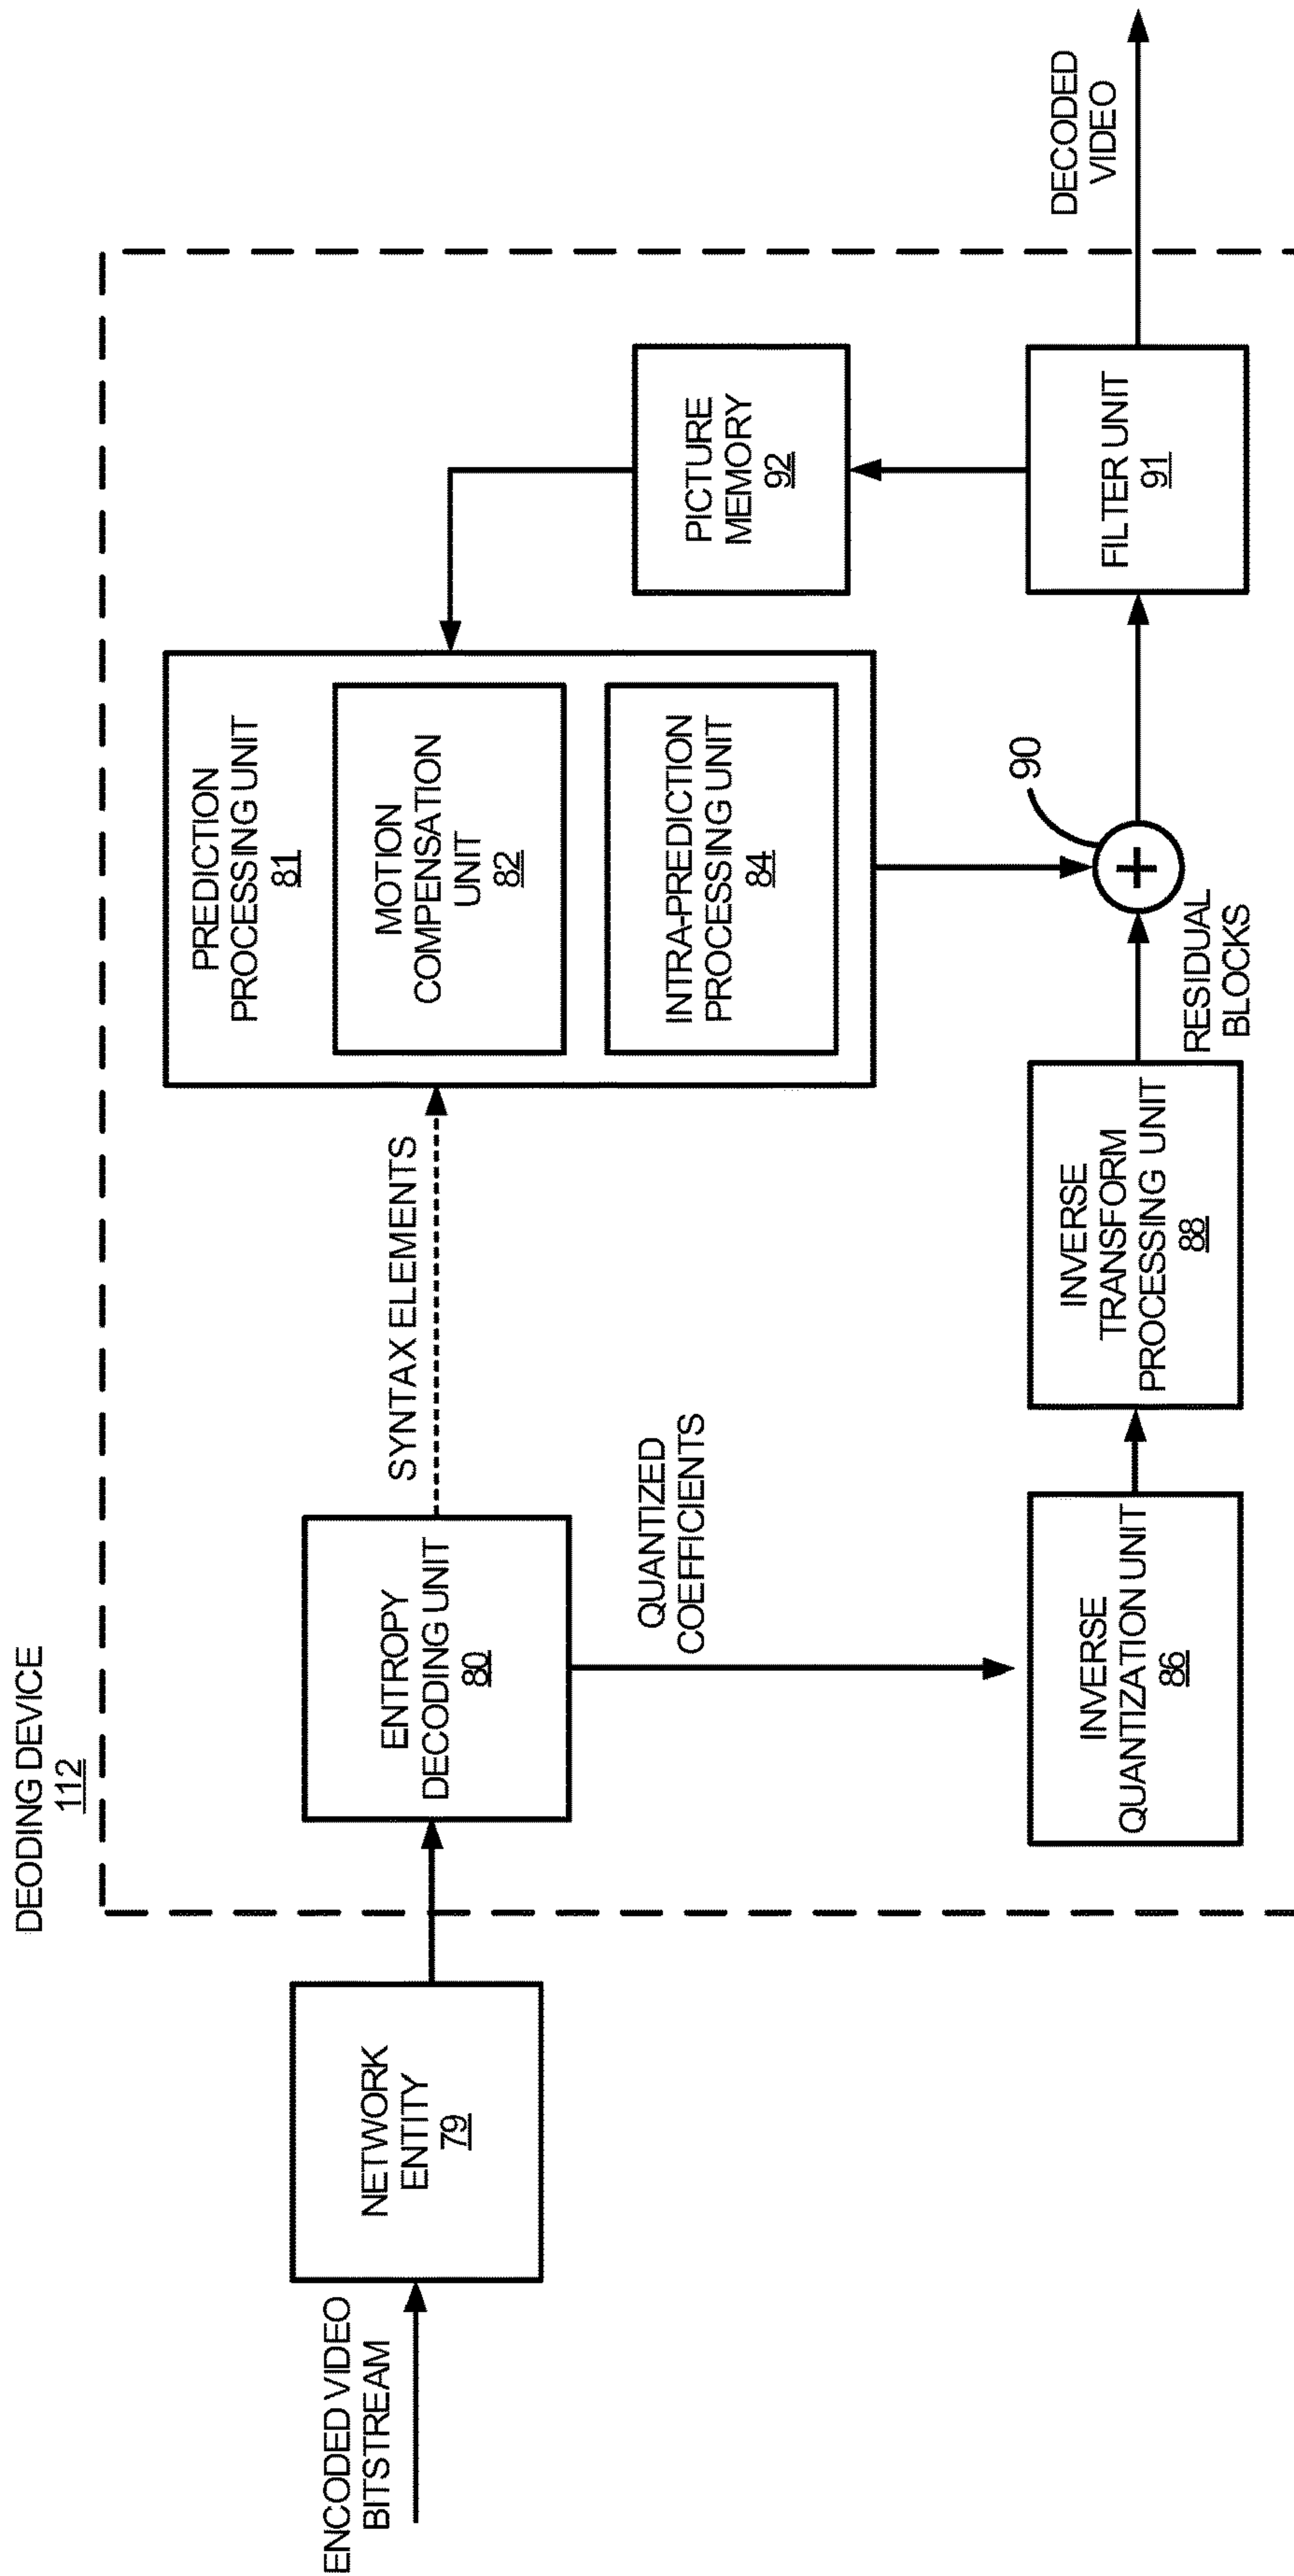 DEODING DEVICE
112
ENCODED VIDEO
BITSTREAM
NETWORK
ENTITY
79
ENTROPY
DECODING UNIT
80
SYNTAX ELEMENTS
QUANTIZED
COEFFICIENTS
PREDICTION
PROCESSING UNIT
81
MOTION
COMPENSATION
UNIT
82
INTRA-PREDICTION
PROCESSING UNIT
84
PICTURE
MEMORY
92
INVERSE
QUANTIZATION UNIT
86
INVERSE
TRANSFORM
PROCESSING UNIT
88
RESIDUAL
BLOCKS
90
FILTER UNIT
91
DECODED
VIDEO